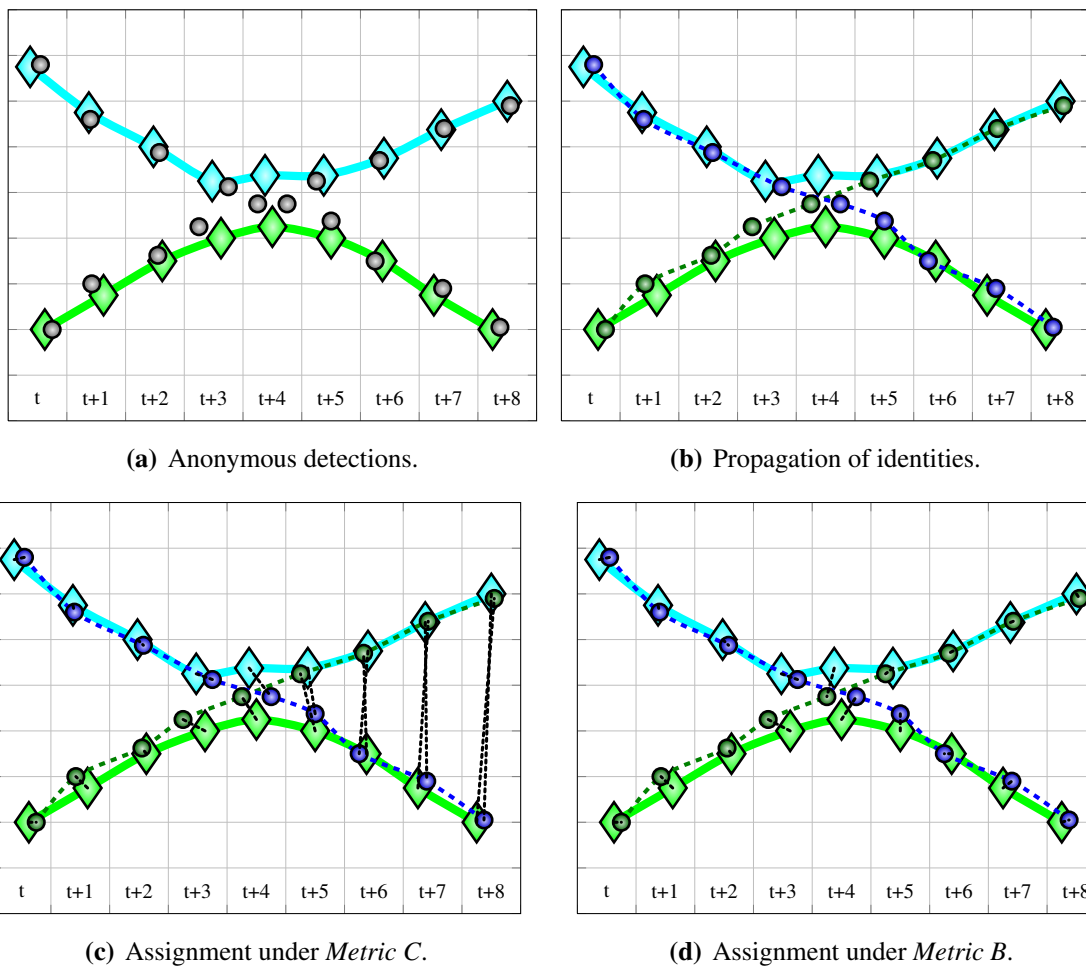 t t+1 t+2 t+3 t+4 t+5 t+6 t+7 t+8
t t+1 t+2 t+3 t+4 t+5 t+6 t+7 t+8
(a) Anonymous detections.
(b) Propagation of identities.
t t+1 t+2 t+3 t+4 t+5 t+6 t+7 t+8
t t+1 t+2 t+3 t+4 t+5 t+6 t+7 t+8
(c) Assignment under Metric C.
(d) Assignment under Metric B.